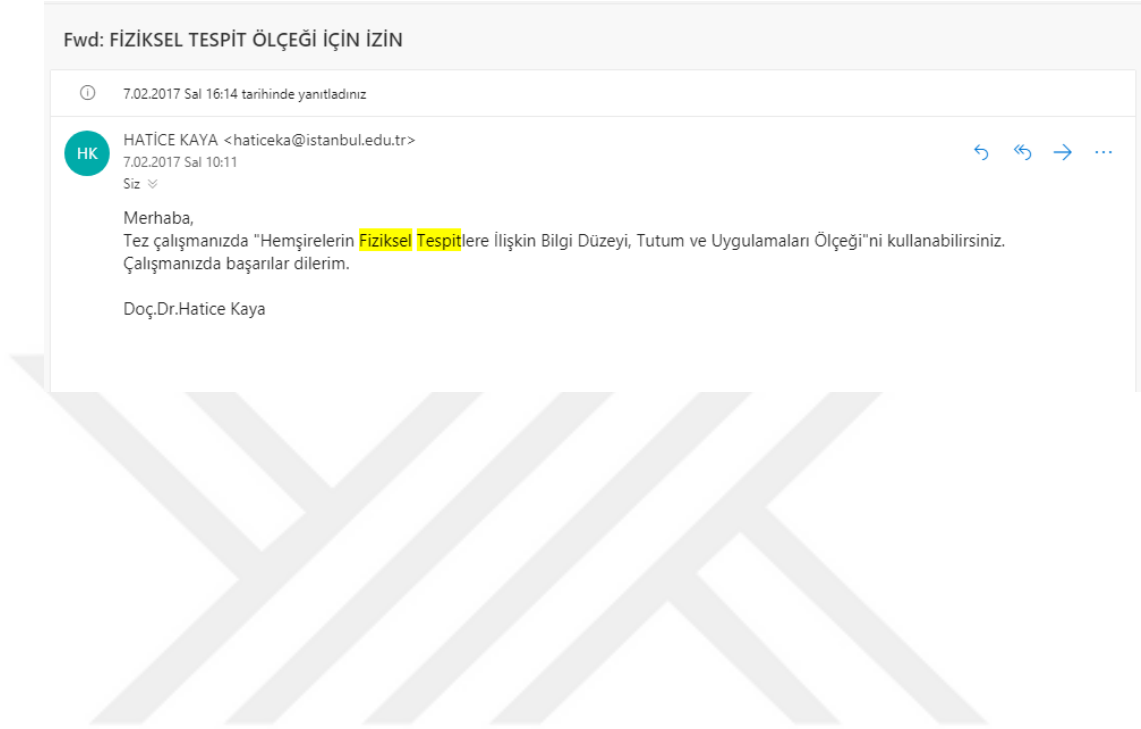 Fwd: FİZİKSEL TESPİT ÖLÇEĞİ İÇİN İZİN
7.02.2017 Sal 16:14 tarihinde yanıtladınız
HK
HATİCE KAYA <haticeka@istanbul.edu.tr>
7.02.2017 Sal 10:11
Siz
Merhaba,
Tez çalışmanızda "Hemşirelerin Fiziksel Tespitlere İlişkin Bilgi Düzeyi, Tutum ve Uygulamaları Ölçeği"ni kullanabilirsiniz.
Çalışmanızda başarılar dilerim.
Doç.Dr.Hatice Kaya